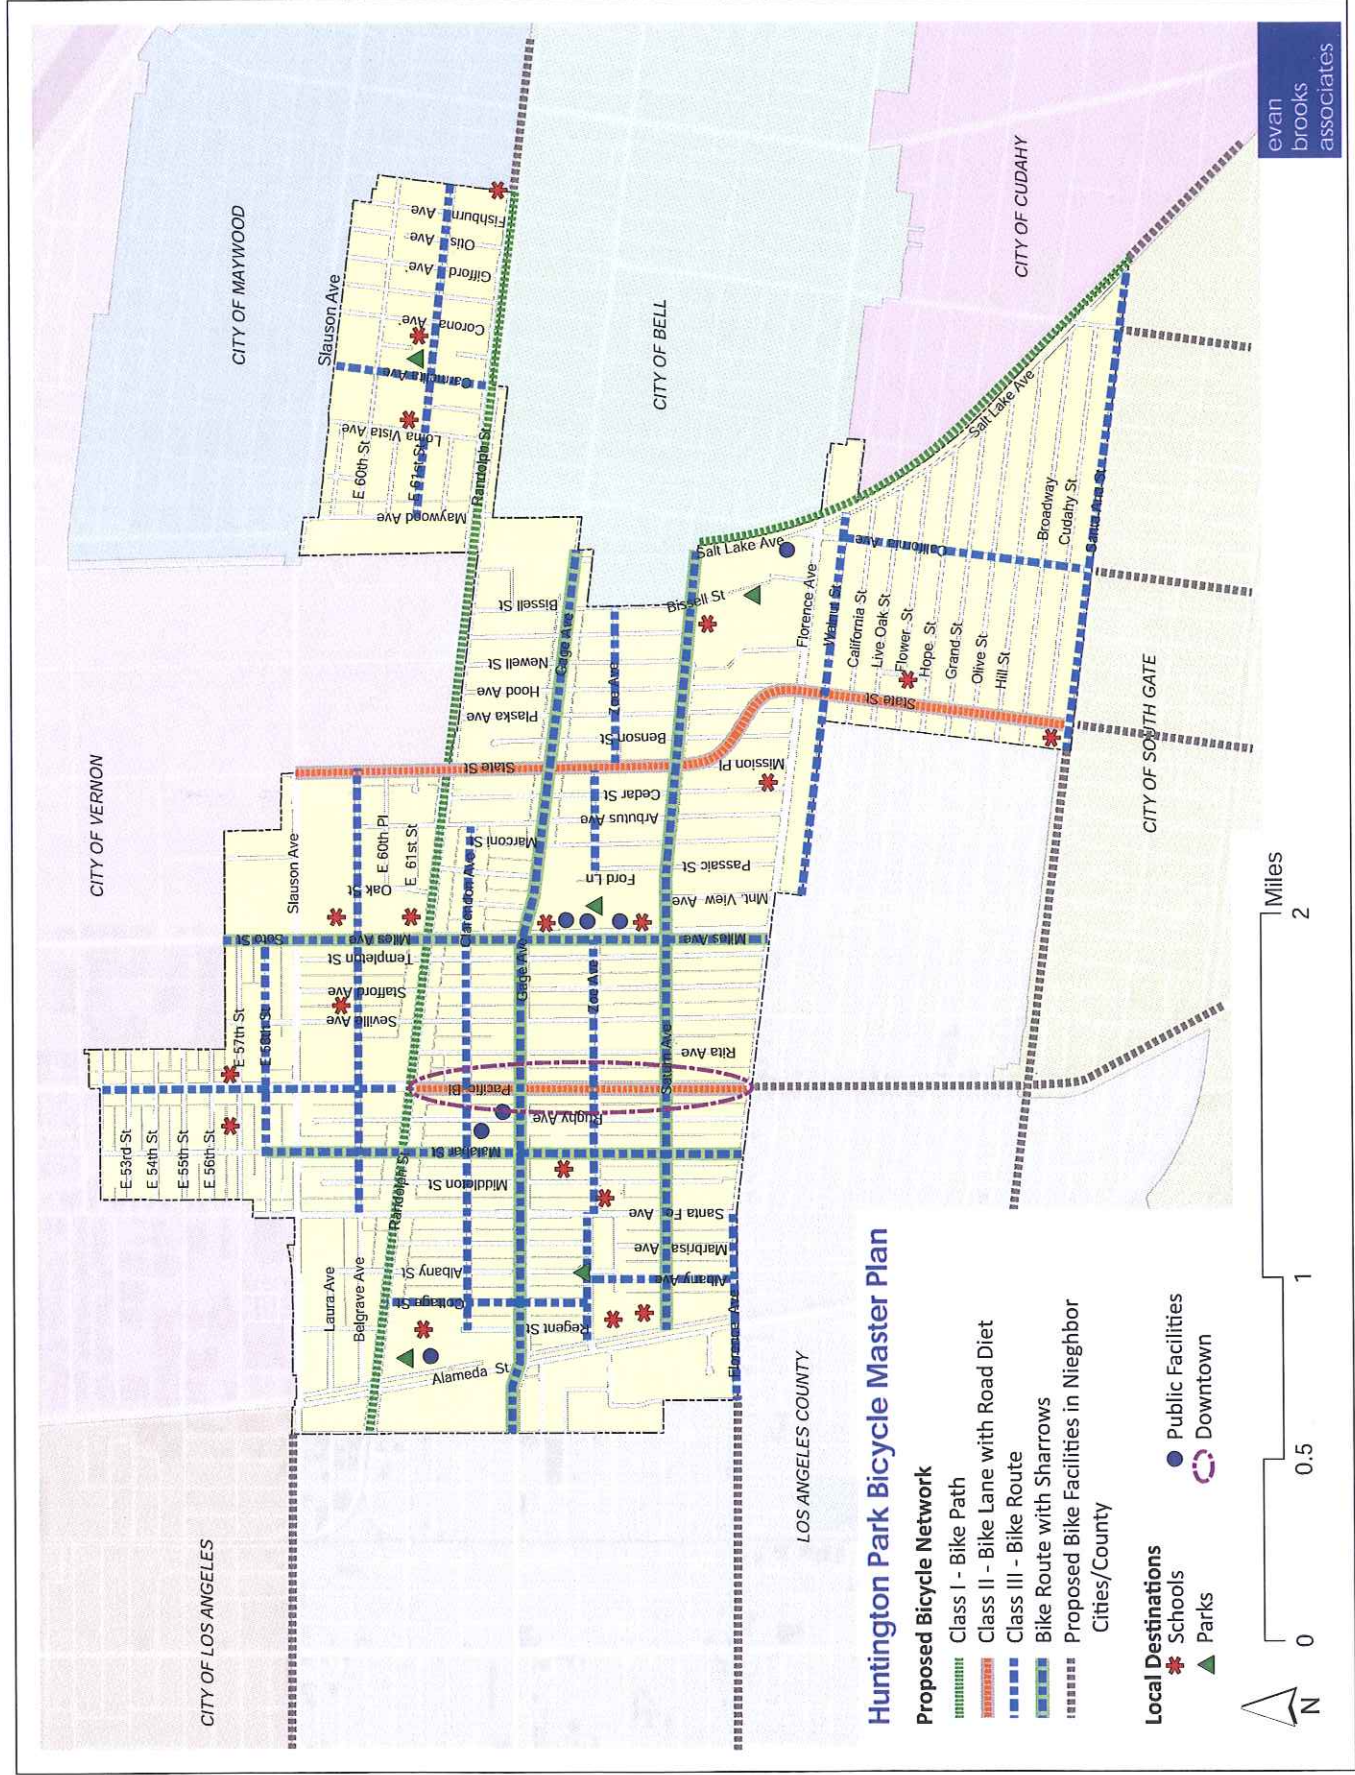 CITY OF LOS ANGELES
CITY OF VERNON
CITY OF MAYWOOD
CITY OF BELL
CITY OF CUDAHY
CITY OF SOUTH GATE
LOS ANGELES COUNTY
E 53rd St
E 54th St
E 55th St
E 56th St
E 57th St
E 58th St
Slauson Ave
Slauson Ave
Laura Ave
Belgrave Ave
Randolph St
Randolph St
Alameda St
Albany St
Cottage St
Regent St
Middleton St
Malabar St
Pacific Bl
Rugby Ave
Rita Ave
Santa Fe Ave
Marbrisa Ave
Albany Ave
Florence Ave
Seville Ave
Stafford Ave
Templeton St
Soto St
Miles Ave
Miles Ave
Oak St
E 60th Pl
E 61st St
Clarendon Ave
Gage Ave
Gage Ave
Zoe Ave
Zoe Ave
Saturn Ave
Marconi St
State St
Plaska Ave
Hood Ave
Newell St
Bissell St
Ford Ln
Arbutus Ave
Cedar St
Benson St
Passaic St
Mnt. View Ave
Mission Pl
Bissell St
Salt Lake Ave
Florence Ave
Walnut St
California St
Live Oak St
Flower St
Hope St
Grand St
Olive St
Hill St
Broadway
Cudahy St
Santa Ana St
State St
California Ave
Salt Lake Ave
E 60th St
E 61st St
Maywood Ave
Loma Vista Ave
Carmelita Ave
Corona Ave
Gifford Ave
Otis Ave
Fishburn Ave
Huntington Park Bicycle Master Plan
Proposed Bicycle Network
Class I - Bike Path
Class II - Bike Lane with Road Diet
Class III - Bike Route
Bike Route with Sharrows
Proposed Bike Facilities in Nieghbor
Cities/County
Local Destinations
Schools
Parks
Public Facilities
Downtown
N
0
0.5
1
2
Miles
evan
brooks
associates